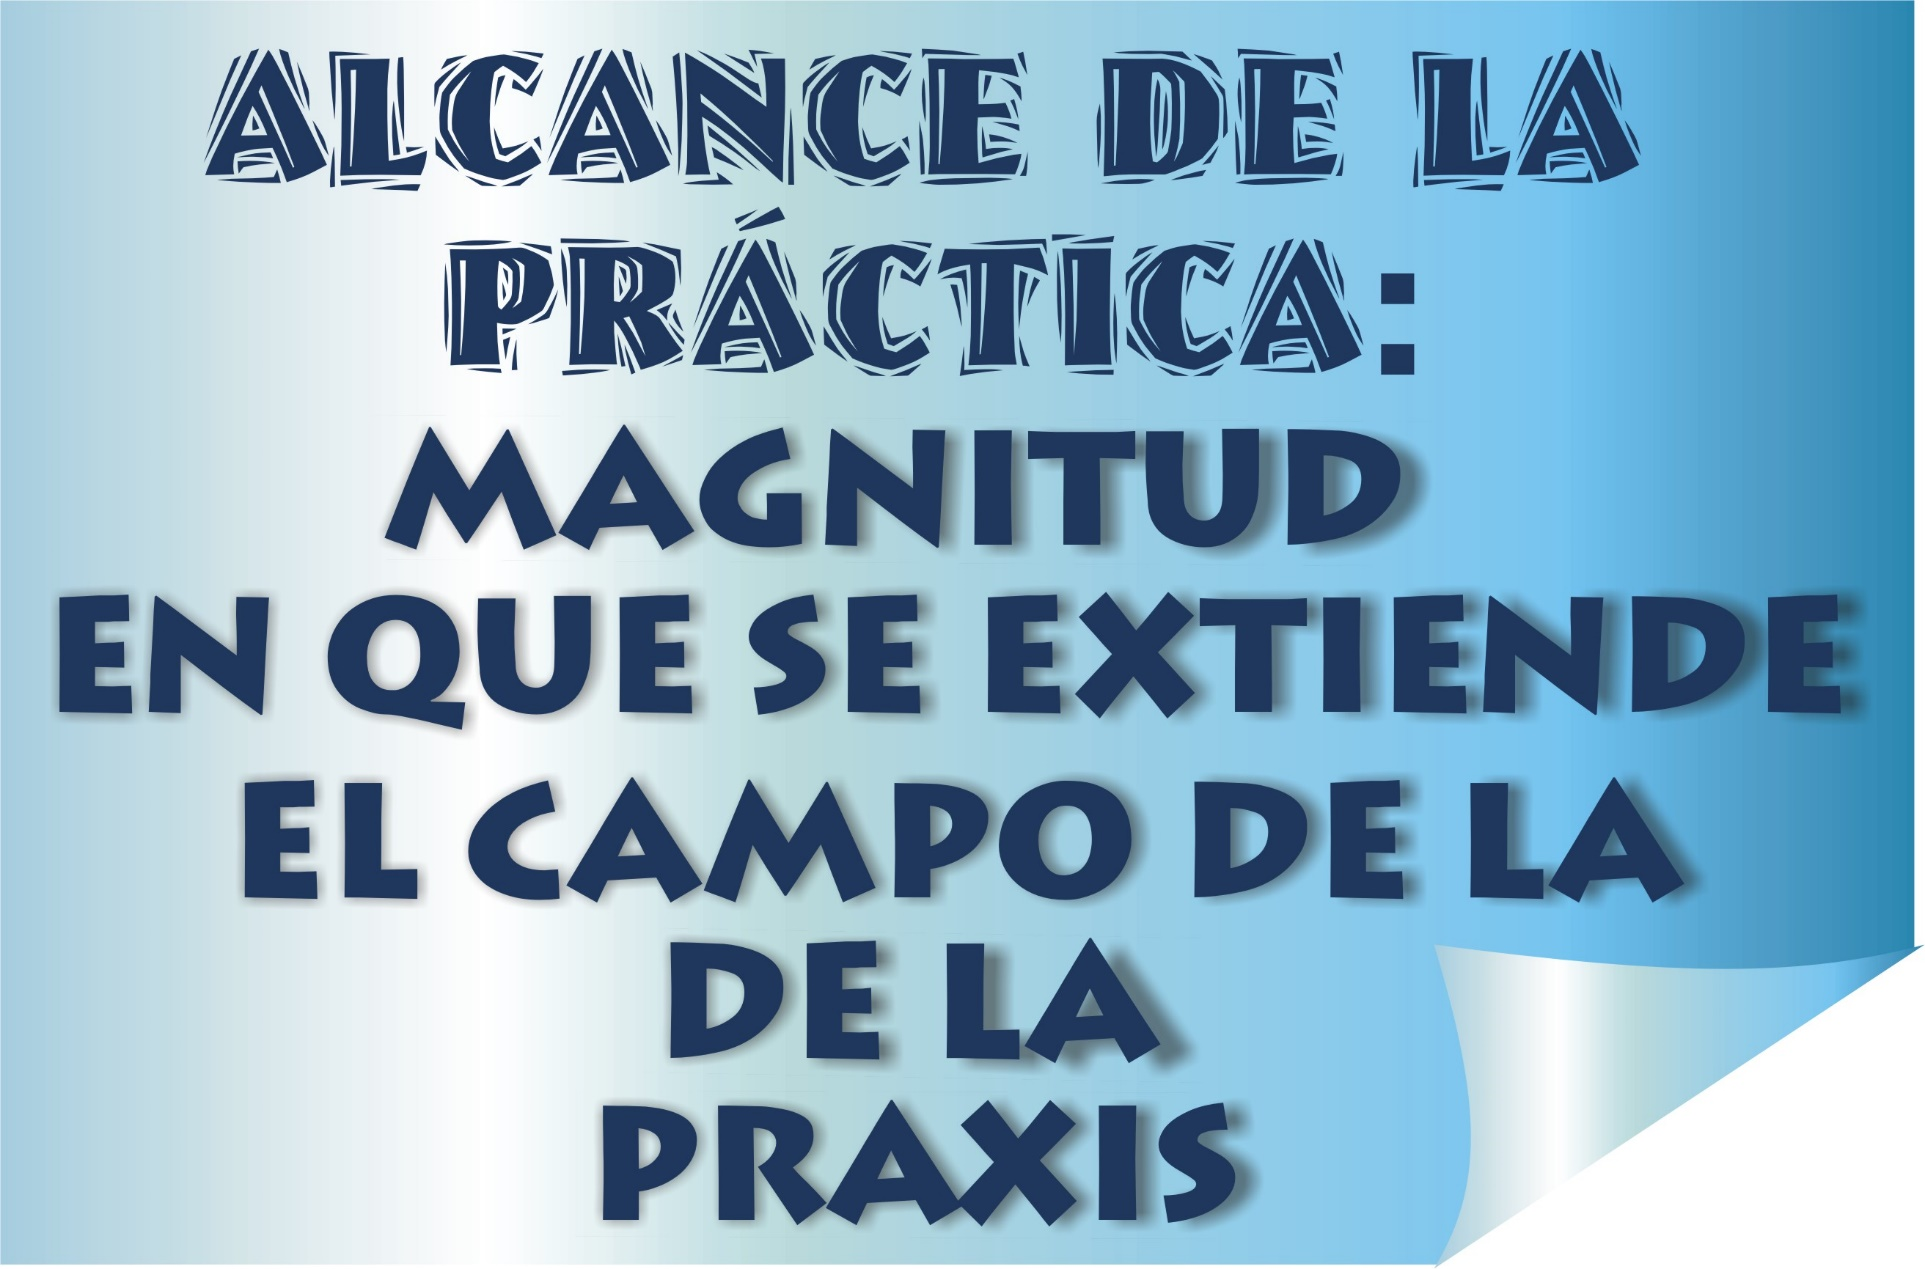 ALCANCE DE LA
PRÁCTICA:
MAGNITUD
EN QUE SE EXTIENDE
EL CAMPO DE LA
DE LA
PRAXIS